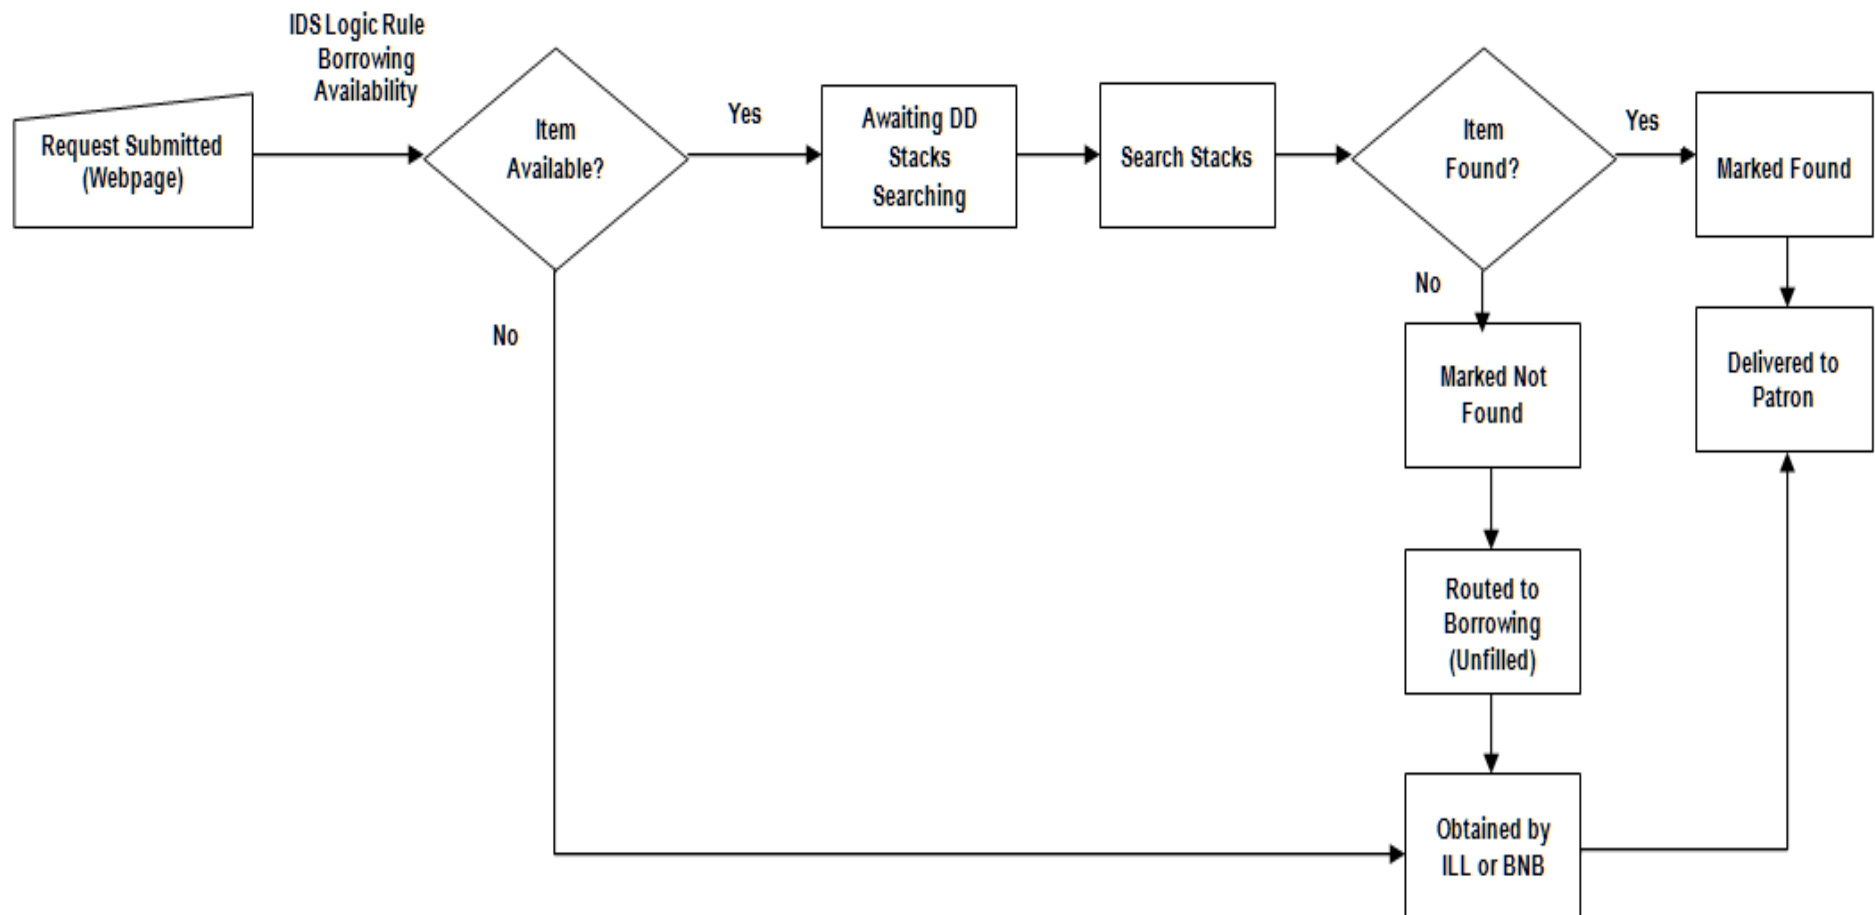 IDS Logic Rule
Borrowing
Availability
Request Submitted
(Webpage)
Item
Available?
Yes
No
Awaiting DD
Stacks
Searching
Search Stacks
Item
Found?
Yes
No
Marked Found
Delivered to
Patron
Marked Not
Found
Routed to
Borrowing
(Unfilled)
Obtained by
ILL or BNB